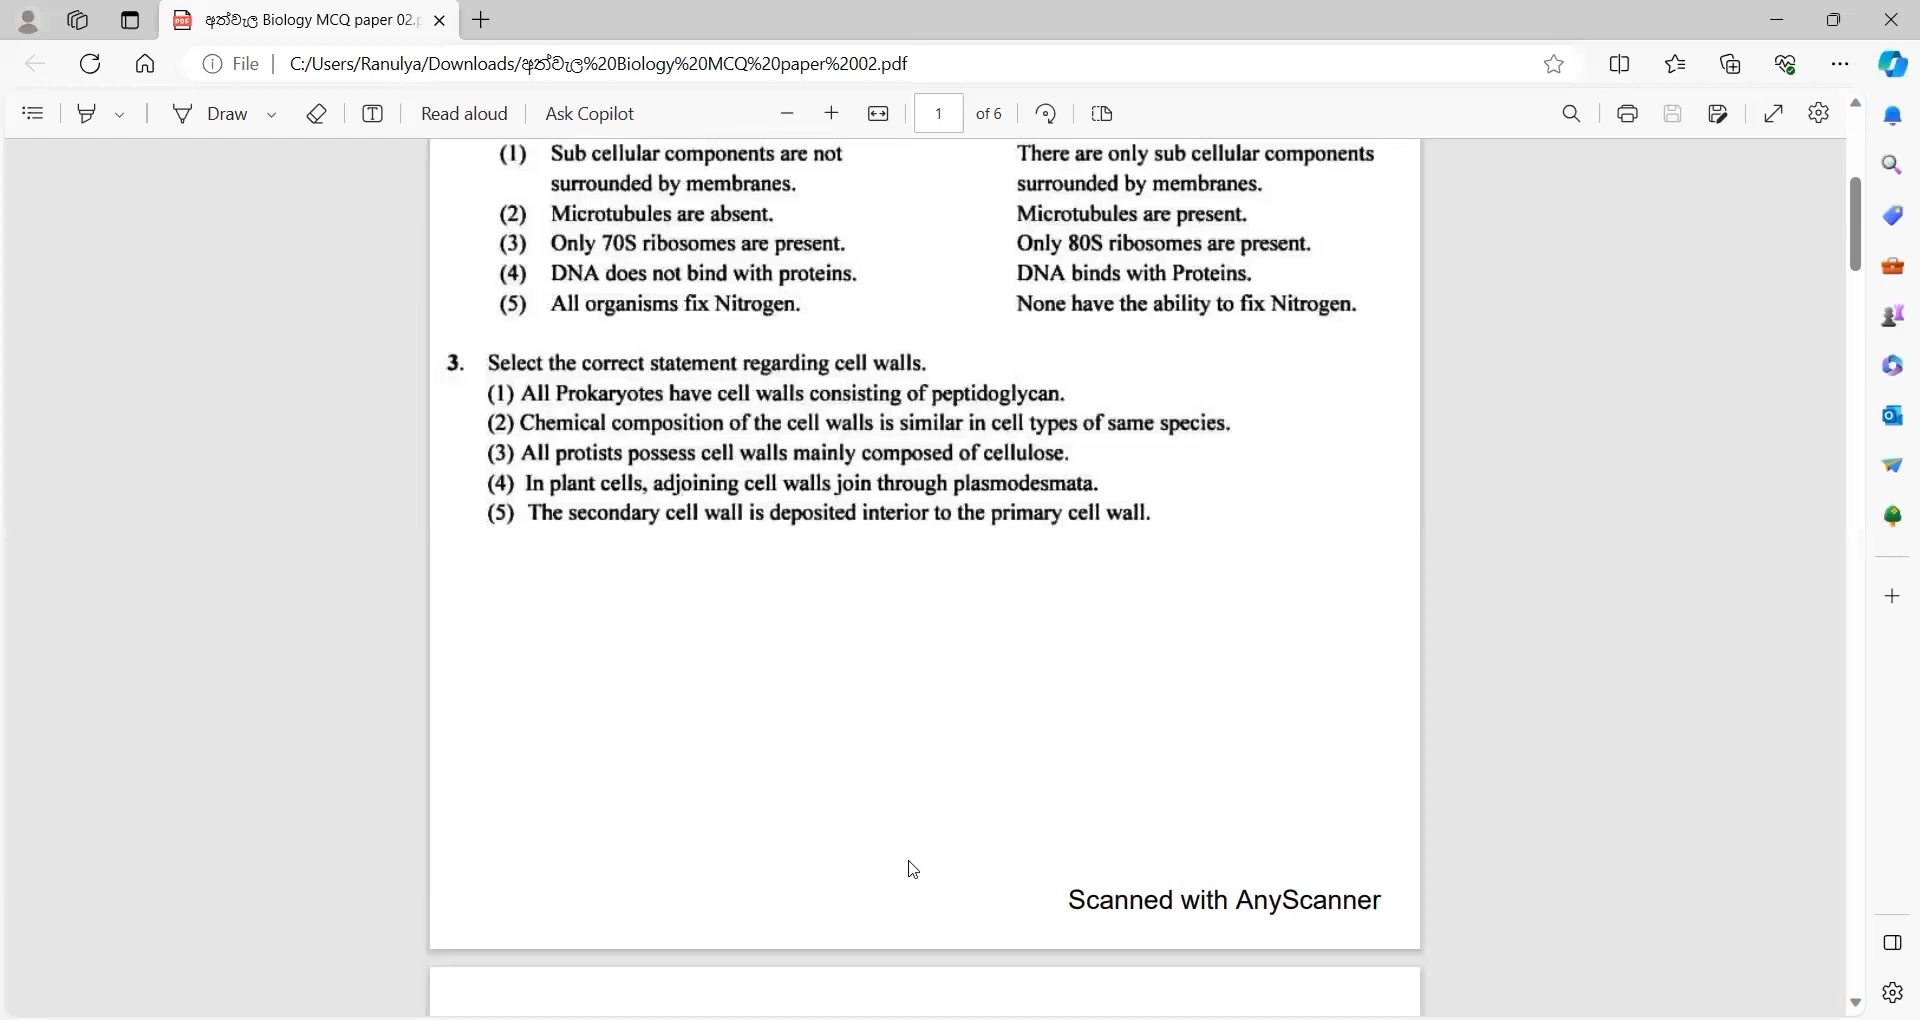 අත්වැල Biology MCQ paper 02.p
File
C:/Users/Ranulya/Downloads/අත්වැල%20Biology%20MCQ%20paper%2002.pdf
Draw
Read aloud
Ask Copilot
1
of 6
(1) Sub cellular components are not There are only sub cellular components
surrounded by membranes. surrounded by membranes.
(2) Microtubules are absent. Microtubules are present.
(3) Only 70S ribosomes are present. Only 80S ribosomes are present.
(4) DNA does not bind with proteins. DNA binds with Proteins.
(5) All organisms fix Nitrogen. None have the ability to fix Nitrogen.
3. Select the correct statement regarding cell walls.
(1) All Prokaryotes have cell walls consisting of peptidoglycan.
(2) Chemical composition of the cell walls is similar in cell types of same species.
(3) All protists possess cell walls mainly composed of cellulose.
(4) In plant cells, adjoining cell walls join through plasmodesmata.
(5) The secondary cell wall is deposited interior to the primary cell wall.
Scanned with AnyScanner